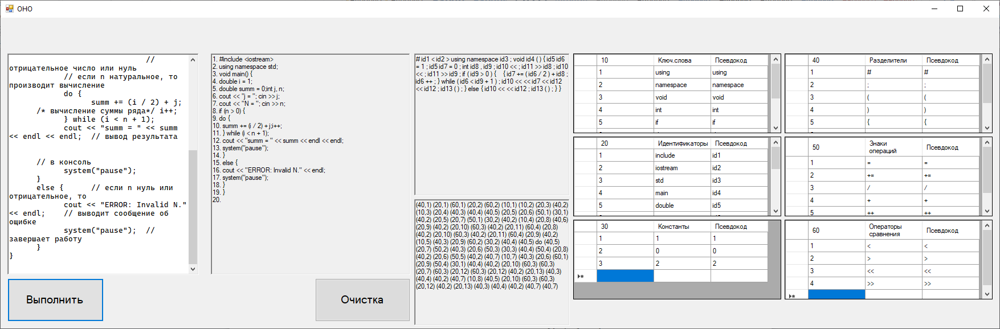 ОНО
//
отрицательное число или нуль
// если n натуральное, то
производит вычисление
do {
summ += (i / 2) + j;
/* вычисление суммы ряда*/ i++;
} while (i < n + 1);
cout << "summ = " << summ
<< endl << endl;  // вывод результата
// в консоль
system("pause");
}
else {      // если n нуль или
отрицательное, то
cout << "ERROR: Invalid N."
<< endl;    // выводит сообщение об
ощибке
system("pause");  //
завершает работу
}
}
Выполнить
1. #include <iostream>
2. using namespace std;
3. void main() {
4. double i = 1;
5. double summ = 0;int j, n;
6. cout << "j = "; cin >> j;
7. cout << "N = "; cin >> n;
8. if (n > 0) {
9. do {
10. summ += (i / 2) + j;i++;
11. } while (i < n + 1);
12. cout << "summ = " << summ << endl << endl;
13. system("pause");
14. }
15. else {
16. cout << "ERROR: Invalid N." << endl;
17. system("pause");
18. }
19. }
20.
Очистка
# id1 < id2 > using namespace id3 ; void id4 ( ) { id5 id6
= 1 ; id5 id7 = 0 ; int id8 , id9 ; id10 << ; id11 >> id8 ; id10
<< ; id11 >> id9 ; if ( id9 > 0 ) {    { id7 += ( id6 / 2 ) + id8 ;
id6 ++ ; } while ( id6 < id9 + 1 ) ; id10 << << id7 << id12
<< id12 ; id13 ( ) ; } else { id10 << << id12 ; id13 ( ) ; } }
(40,1) (20,1) (60,1) (20,2) (60,2) (10,1) (10,2) (20,3) (40,2)
(10,3) (20,4) (40,3) (40,4) (40,5) (20,5) (20,6) (50,1) (30,1)
(40,2) (20,5) (20,7) (50,1) (30,2) (40,2) (10,4) (20,8) (40,6)
(20,9) (40,2) (20,10) (60,3) (40,2) (20,11) (60,4) (20,8)
(40,2) (20,10) (60,3) (40,2) (20,11) (60,4) (20,9) (40,2)
(10,5) (40,3) (20,9) (60,2) (30,2) (40,4) (40,5) do (40,5)
(20,7) (50,2) (40,3) (20,6) (50,3) (30,3) (40,4) (50,4) (20,8)
(40,2) (20,6) (50,5) (40,2) (40,7) (10,7) (40,3) (20,6) (60,1)
(20,9) (50,4) (30,1) (40,4) (40,2) (20,10) (60,3) (60,3)
(20,7) (60,3) (20,12) (60,3) (20,12) (40,2) (20,13) (40,3)
(40,4) (40,2) (40,7) (10,8) (40,5) (20,10) (60,3) (60,3)
(20,12) (40,2) (20,13) (40,3) (40,4) (40,2) (40,7) (40,7)
10 Ключ.слова Псевдокод
1 using using
2 namespace namespace
3 void void
4 int int
5 if if
20 Идентификаторы Псевдокод
1 include id1
2 iostream id2
3 std id3
4 main id4
5 double id5
30 Константы Псевдокод
1 1 1
2 0 0
3 2 2
40 Разделители Псевдокод
1 # #
2 ; ;
3 ( (
4 ) )
5 { {
50 Знаки операций Псевдокод
1 = =
2 += +=
3 / /
4 + +
5 ++ ++
60 Операторы сравнения Псевдокод
1 < <
2 > >
3 << <<
4 >> >>